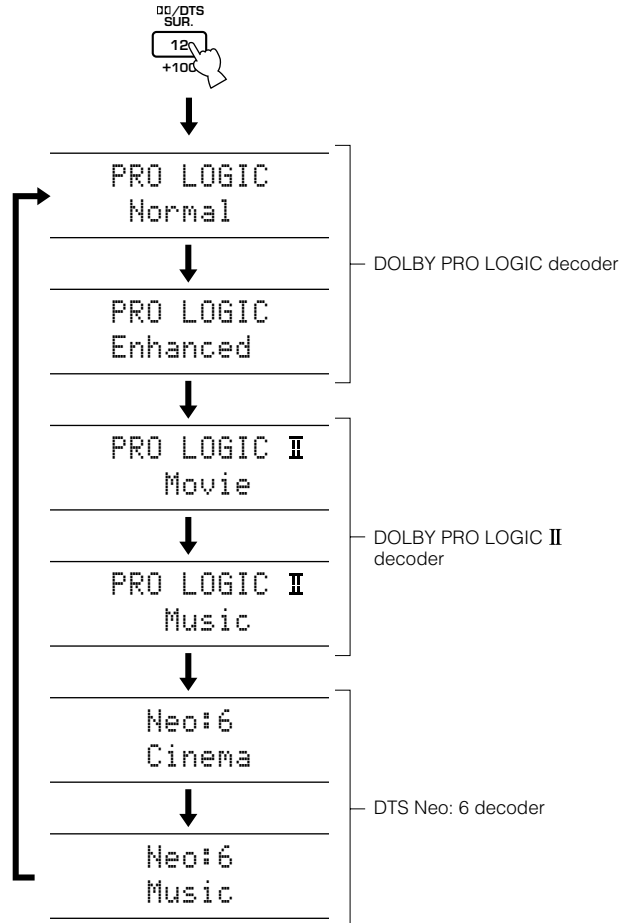 DD/DTS
SUR.
12
+100
PRO LOGIC
Normal
DOLBY PRO LOGIC decoder
PRO LOGIC
Enhanced
PRO LOGIC II
Movie
DOLBY PRO LOGIC II
decoder
PRO LOGIC II
Music
Neo:6
Cinema
DTS Neo: 6 decoder
Neo:6
Music